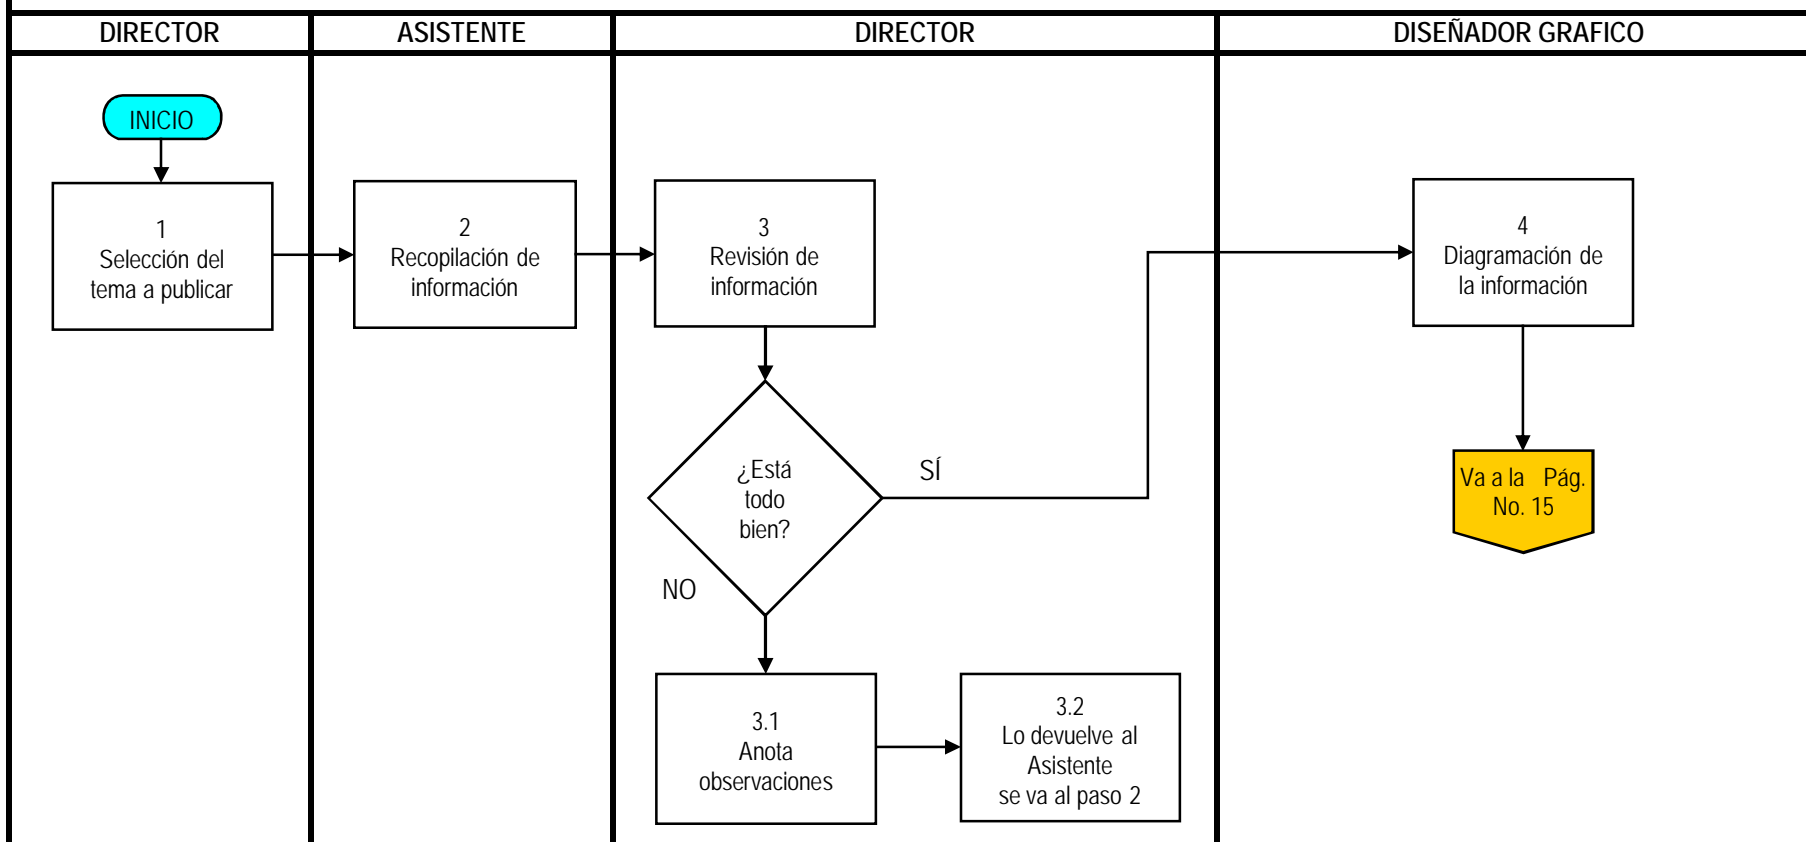 DIRECTOR
ASISTENTE
DIRECTOR
DISEÑADOR GRAFICO
INICIO
1
Selección del
tema a publicar
2
Recopilación de
información
3
Revisión de
información
4
Diagramación de
la información
¿Está
todo
bien?
SÍ
NO
Va a la Pág.
No. 15
3.1
Anota
observaciones
3.2
Lo devuelve al
Asistente
se va al paso 2